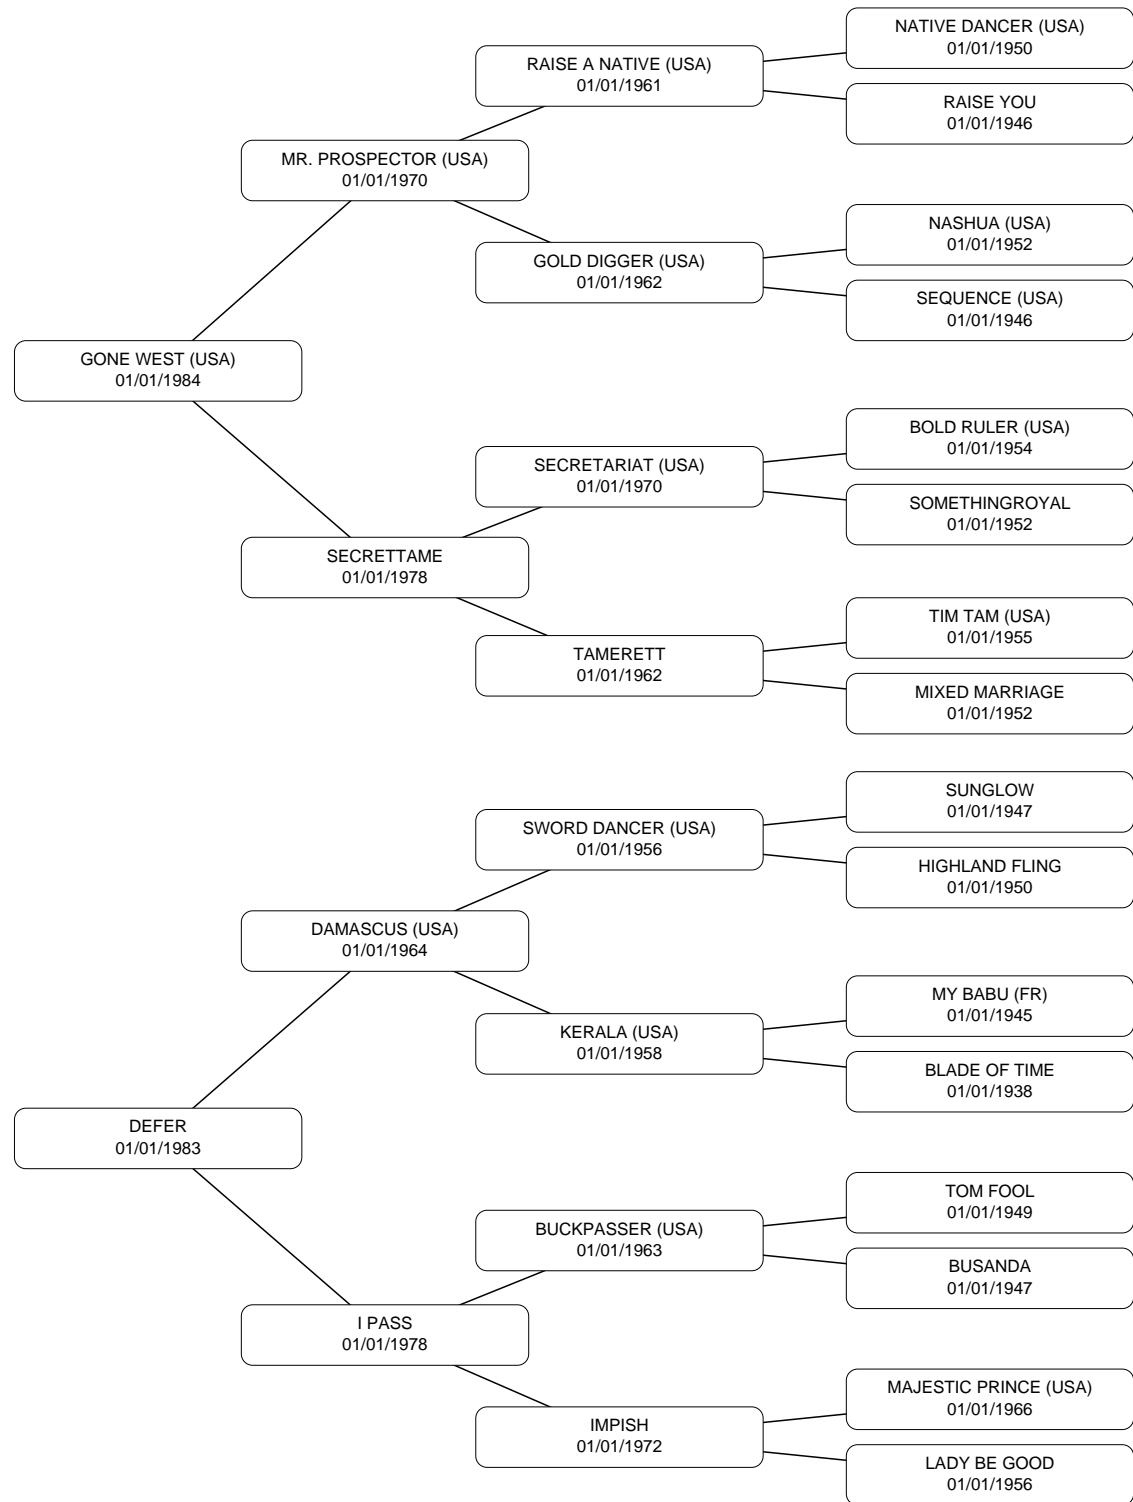 NATIVE DANCER (USA)
01/01/1950
RAISE A NATIVE (USA)
01/01/1961
RAISE YOU
01/01/1946
MR. PROSPECTOR (USA)
01/01/1970
NASHUA (USA)
01/01/1952
GOLD DIGGER (USA)
01/01/1962
SEQUENCE (USA)
01/01/1946
GONE WEST (USA)
01/01/1984
BOLD RULER (USA)
01/01/1954
SECRETARIAT (USA)
01/01/1970
SOMETHINGROYAL
01/01/1952
SECRETTAME
01/01/1978
TIM TAM (USA)
01/01/1955
TAMERETT
01/01/1962
MIXED MARRIAGE
01/01/1952
SUNGLOW
01/01/1947
SWORD DANCER (USA)
01/01/1956
HIGHLAND FLING
01/01/1950
DAMASCUS (USA)
01/01/1964
MY BABU (FR)
01/01/1945
KERALA (USA)
01/01/1958
BLADE OF TIME
01/01/1938
DEFER
01/01/1983
TOM FOOL
01/01/1949
BUCKPASSER (USA)
01/01/1963
BUSANDA
01/01/1947
I PASS
01/01/1978
MAJESTIC PRINCE (USA)
01/01/1966
IMPISH
01/01/1972
LADY BE GOOD
01/01/1956